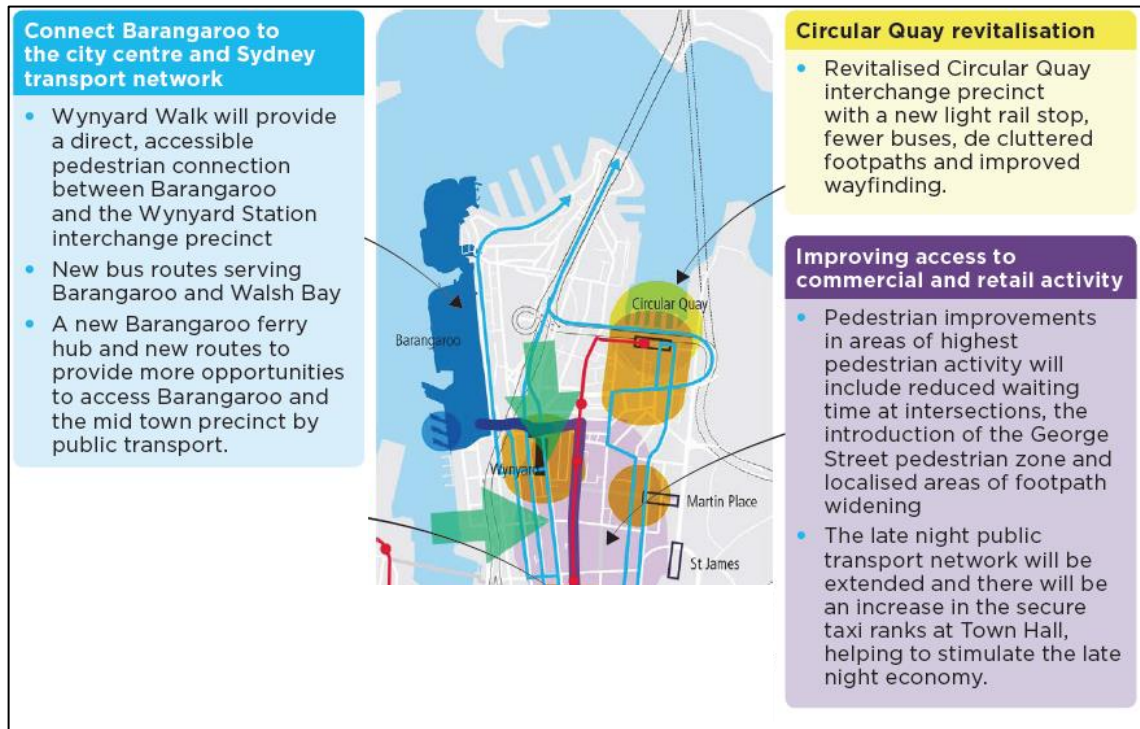 Connect Barangaroo to
the city centre and Sydney
transport network
• Wynyard Walk will provide
a direct, accessible
pedestrian connection
between Barangaroo
and the Wynyard Station
interchange precinct
• New bus routes serving
Barangaroo and Walsh Bay
• A new Barangaroo ferry
hub and new routes to
provide more opportunities
to access Barangaroo and
the mid town precinct by
public transport.
Circular Quay
Barangaroo
Wynyard
Martin Place
St James
Circular Quay revitalisation
• Revitalised Circular Quay
interchange precinct
with a new light rail stop,
fewer buses, de cluttered
footpaths and improved
wayfinding.
Improving access to
commercial and retail activity
• Pedestrian improvements
in areas of highest
pedestrian activity will
include reduced waiting
time at intersections, the
introduction of the George
Street pedestrian zone and
localised areas of footpath
widening
• The late night public
transport network will be
extended and there will be
an increase in the secure
taxi ranks at Town Hall,
helping to stimulate the late
night economy.